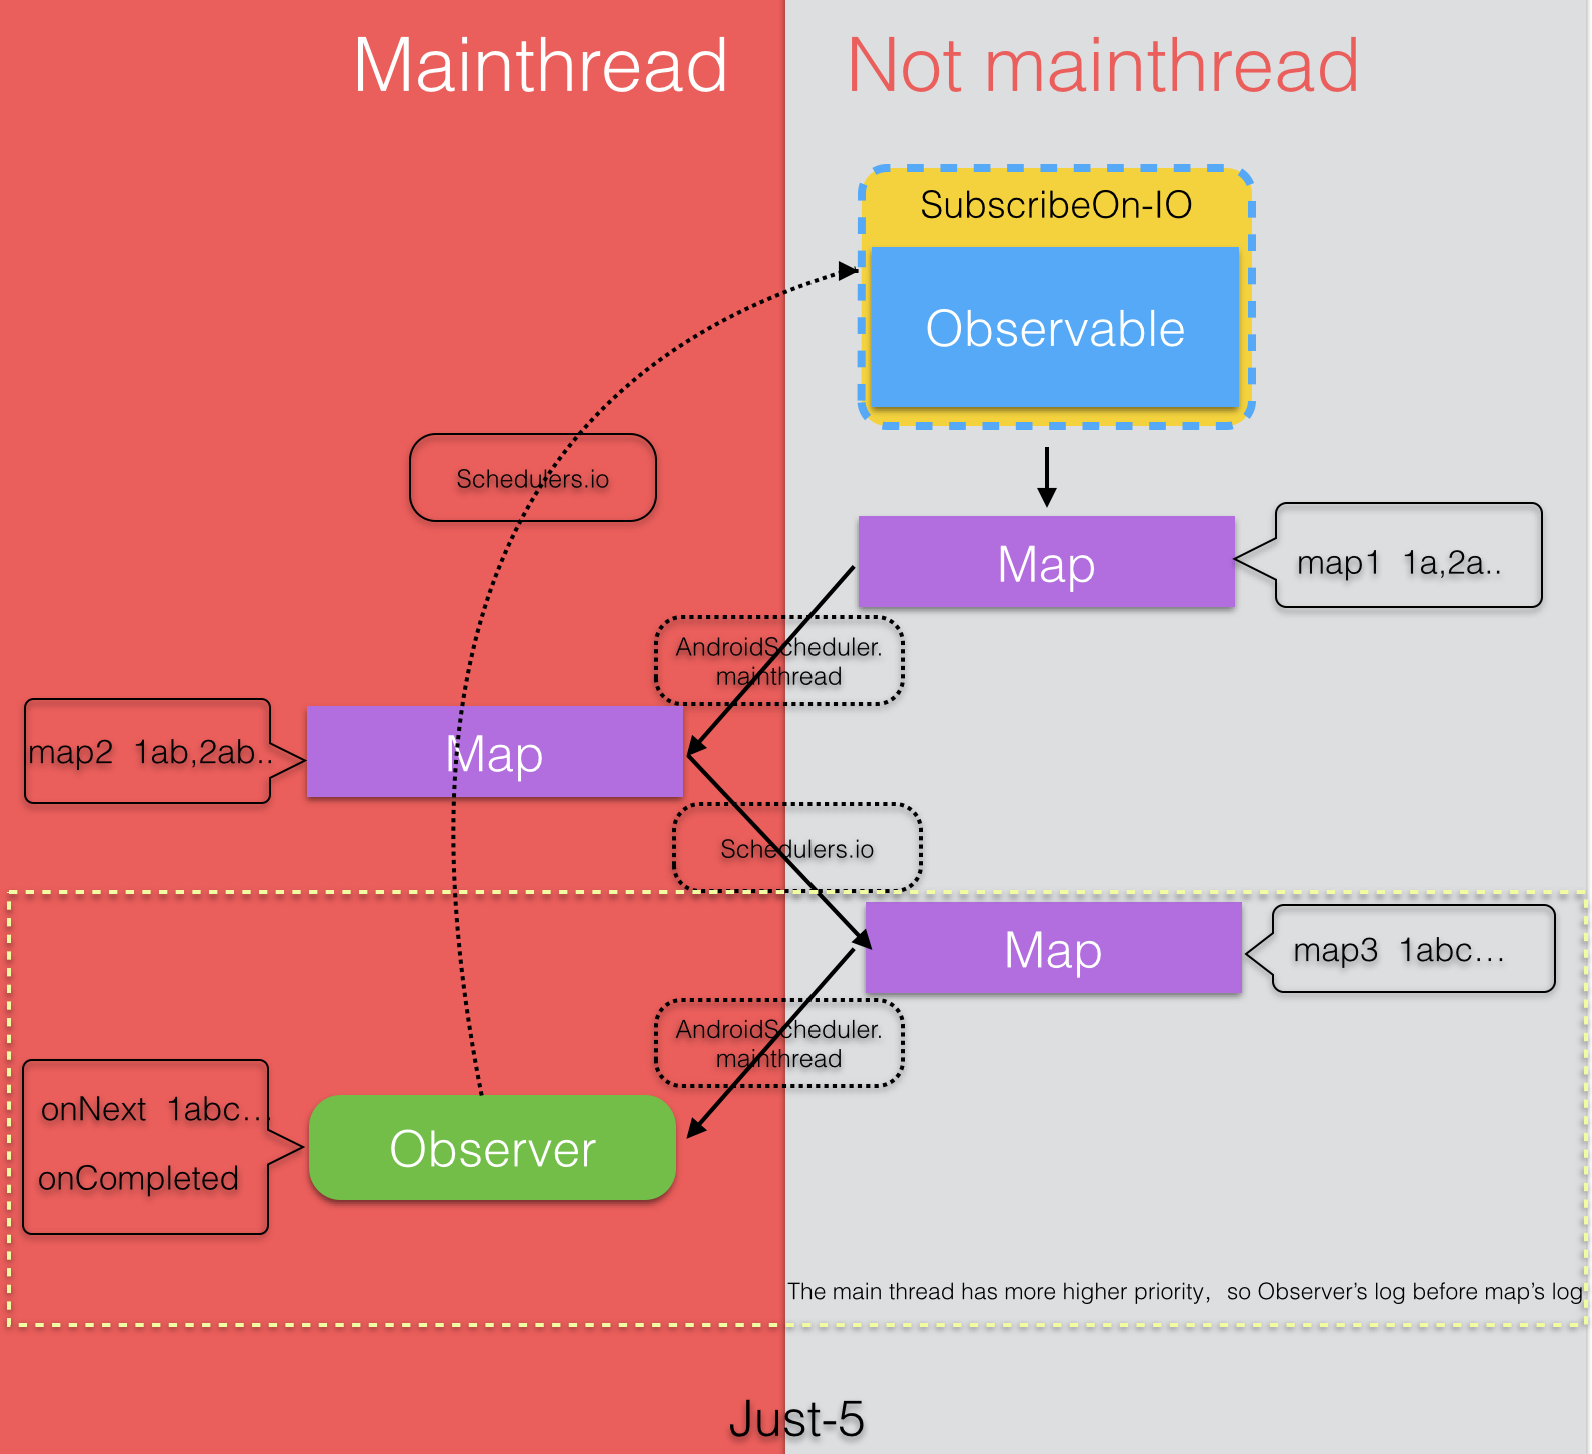 Mainthread
Not mainthread
SubscribeOn-IO
Observable
Schedulers.io
Map
map1 1a,2a..
AndroidScheduler.
mainthread
map2 1ab,2ab..
Map
Schedulers.io
Map
map3 1abc...
AndroidScheduler.
mainthread
onNext 1abc...
onCompleted
Observer
The main thread has more higher priority, so Observer's log before map's log
Just-5